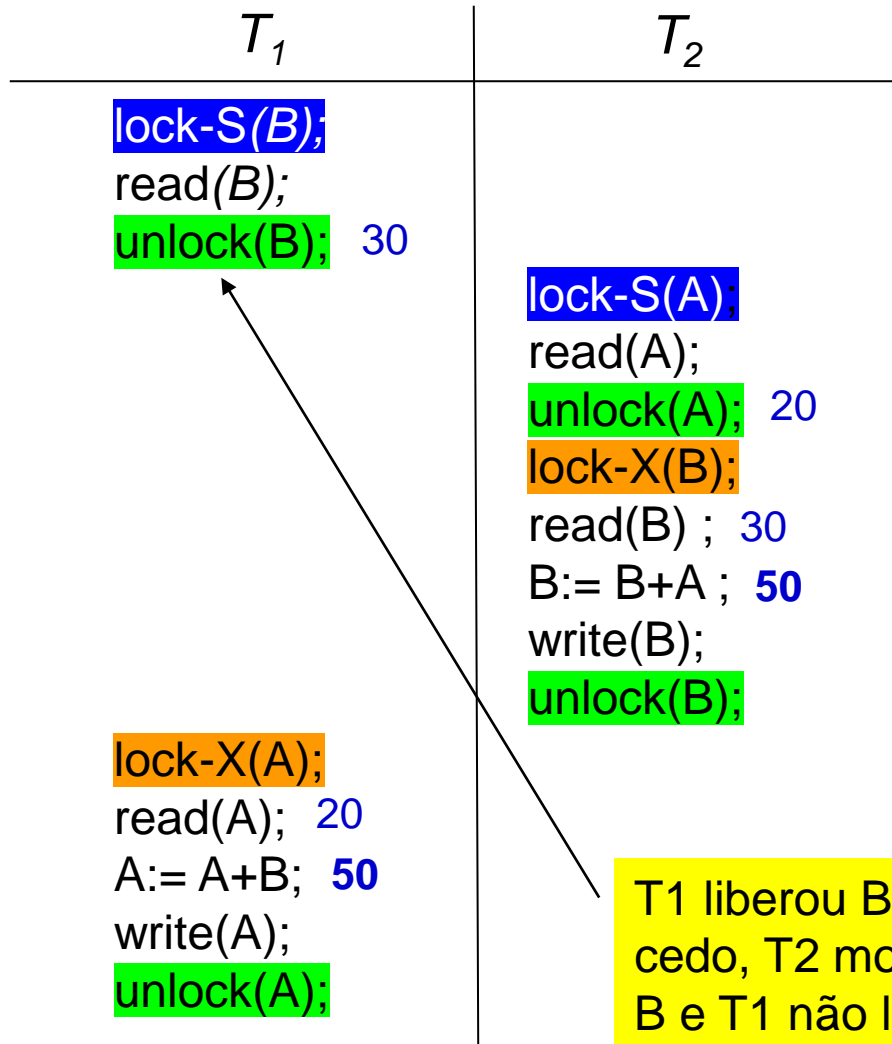 T1 T2
lock-S(B);
read(B);
unlock(B); 30
lock-S(A);
read(A);
unlock(A); 20
lock-X(B);
read(B) ; 30
B:= B+A ; 50
write(B);
unlock(B);
lock-X(A);
read(A); 20
A:= A+B; 50
write(A);
unlock(A);
T1 liberou B
cedo, T2
B e T1 não